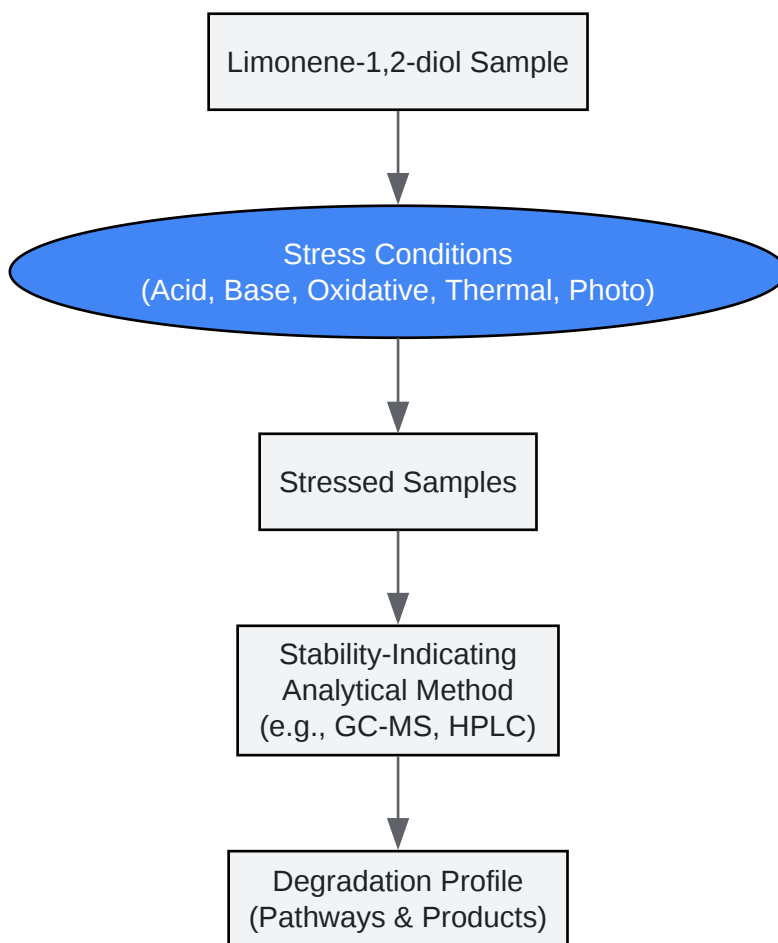 Limonene-1,2-diol Sample
Stress Conditions
(Acid, Base, Oxidative, Thermal, Photo)
Stressed Samples
Stability-Indicating
Analytical Method
(e.g., GC-MS, HPLC)
Degradation Profile
(Pathways & Products)